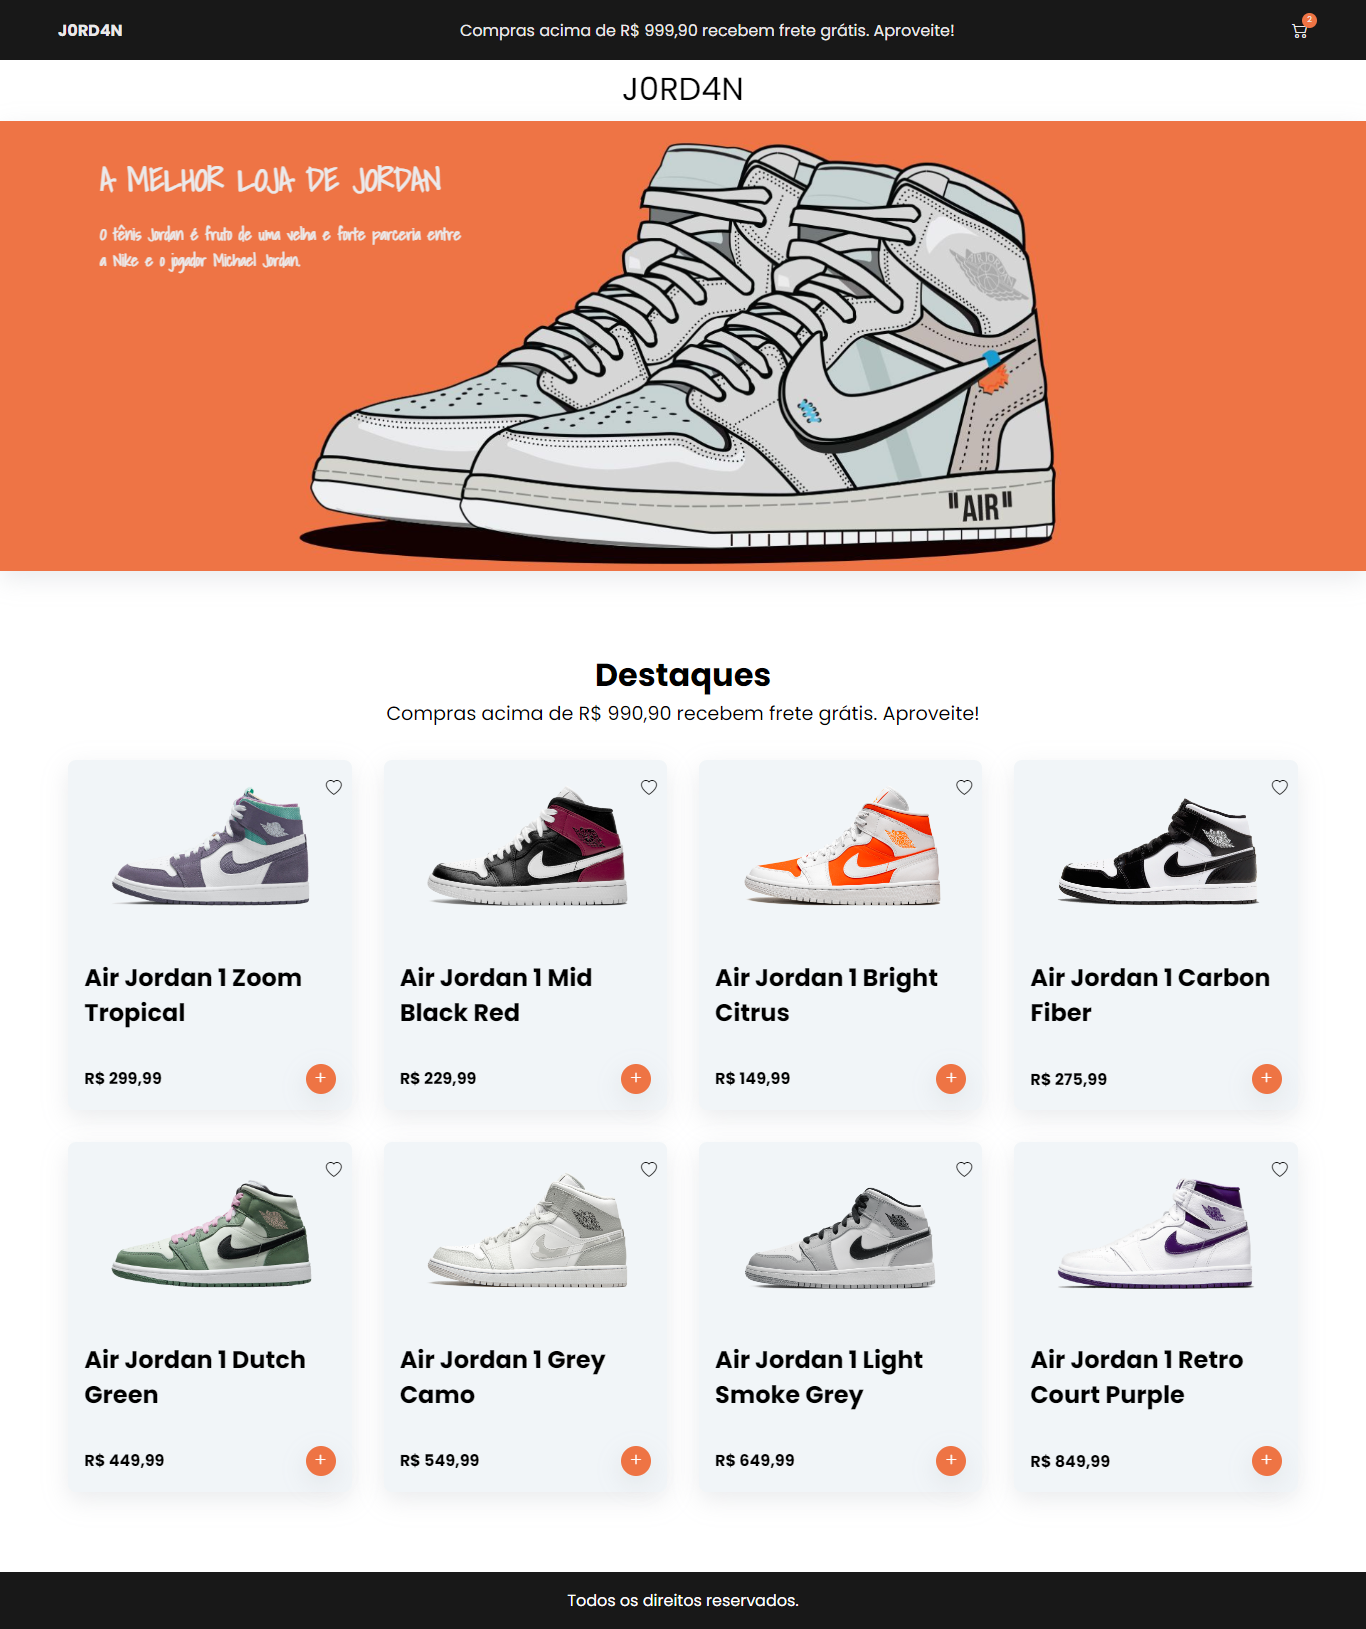 J0RD4N
Compras acima de R$ 999,90 recebem frete grátis. Aproveite!
2
J0RD4N
A MELHOR LOJA DE JORDAN
O tênis Jordan é fruto de uma velha e forte parceria entre
a Nike e o jogador Michael Jordan.
"AIR"
Destaques
Compras acima de R$ 990,90 recebem frete grátis. Aproveite!
Air Jordan 1 Zoom
Tropical
R$ 299,99
+
Air Jordan 1 Mid
Black Red
R$ 229,99
+
Air Jordan 1 Bright
Citrus
R$ 149,99
+
Air Jordan 1 Carbon
Fiber
R$ 275,99
+
Air Jordan 1 Dutch
Green
R$ 449,99
+
Air Jordan 1 Grey
Camo
R$ 549,99
+
Air Jordan 1 Light
Smoke Grey
R$ 649,99
+
Air Jordan 1 Retro
Court Purple
R$ 849,99
+
Todos os direitos reservados.